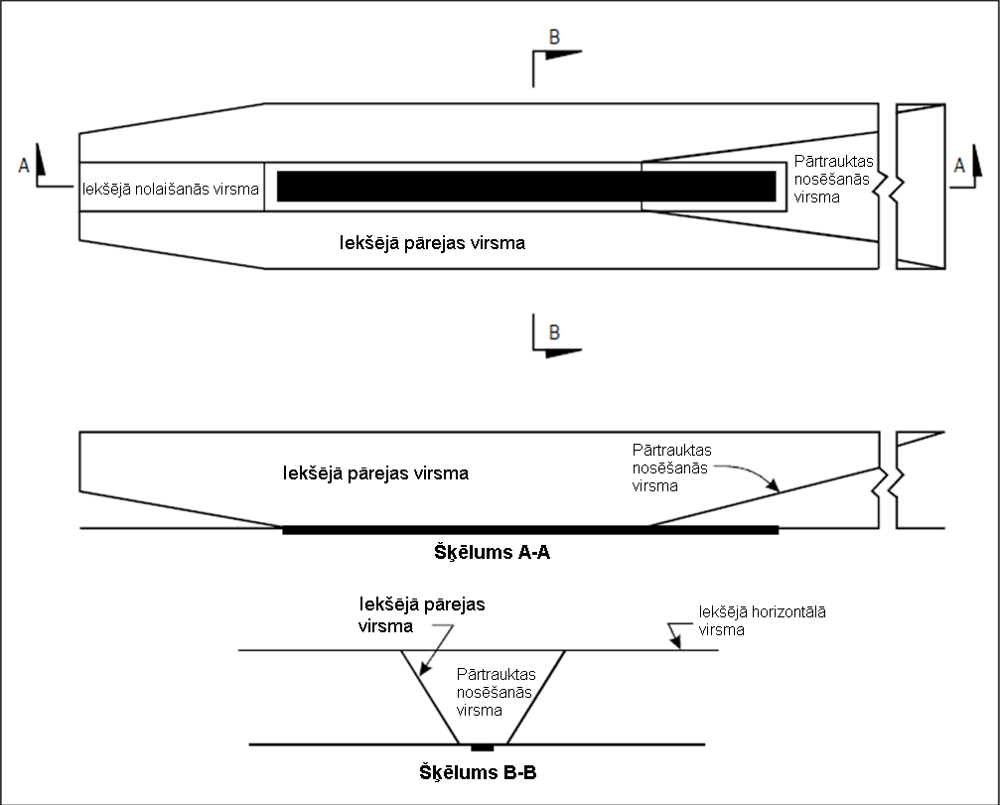 B
A
Iekšējā nolaišanās virsma
Pārtrauktas
nosēšanās
virsma
A
Iekšējā pārejas virsma
B
Iekšējā pārejas virsma
Pārtrauktas
nosēšanās
virsma
Šķēlums A-A
Iekšējā pārejas
virsma
Iekšējā horizontālā
virsma
Pārtrauktas
nosēšanās
virsma
Šķēlums B-B